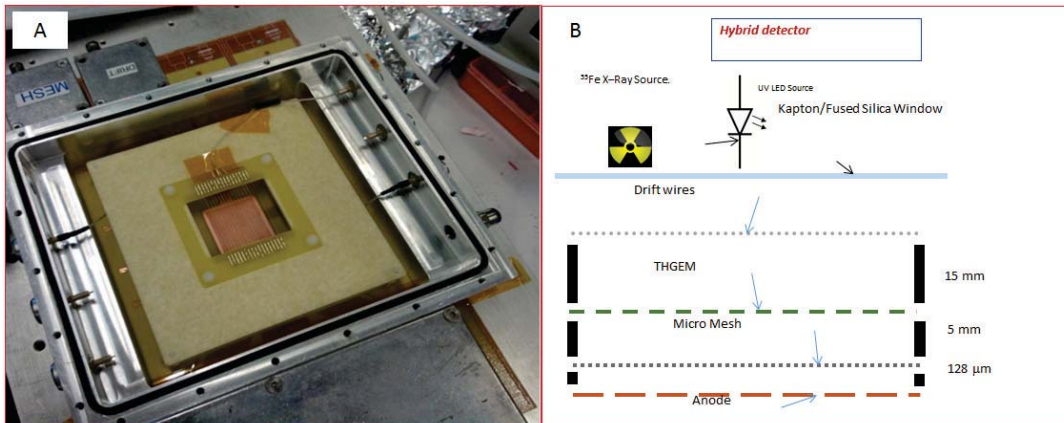 A
MESH
DRIFT
B
Hybrid detector
⁵⁵Fe X–Ray Source.
UV LED Source
Kapton/Fused Silica Window
Drift wires
THGEM
15 mm
Micro Mesh
5 mm
128 µm
Anode